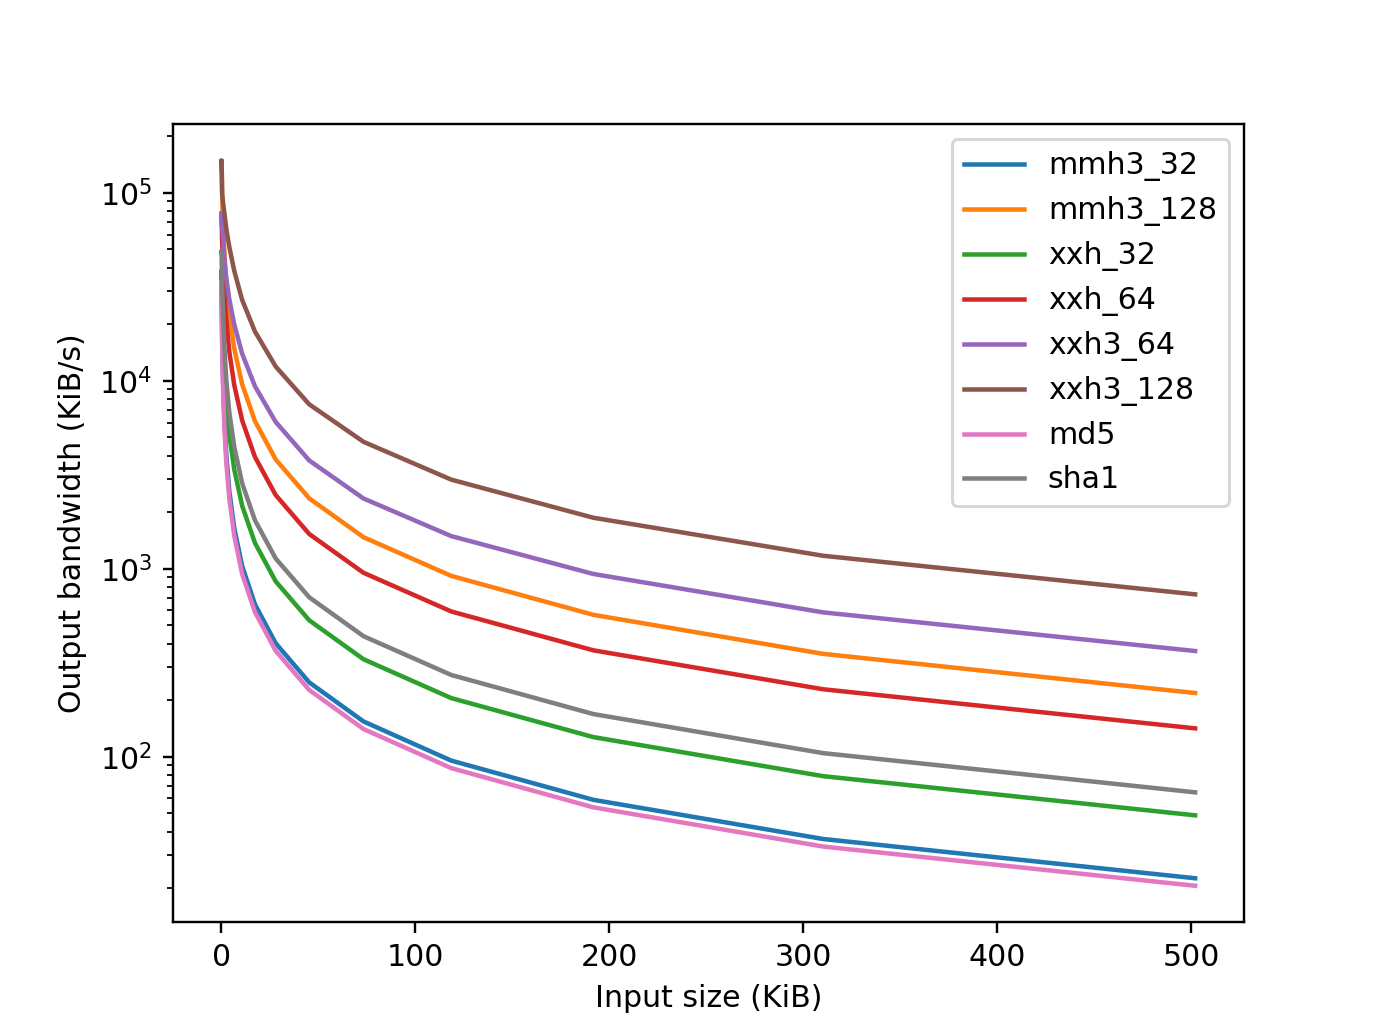 mmh3_32
mmh3_128
xxh_32
xxh_64
xxh3_64
xxh3_128
md5
sha1
Output bandwidth (KiB/s)
10⁵
10⁴
10³
10²
0 100 200 300 400 500
Input size (KiB)